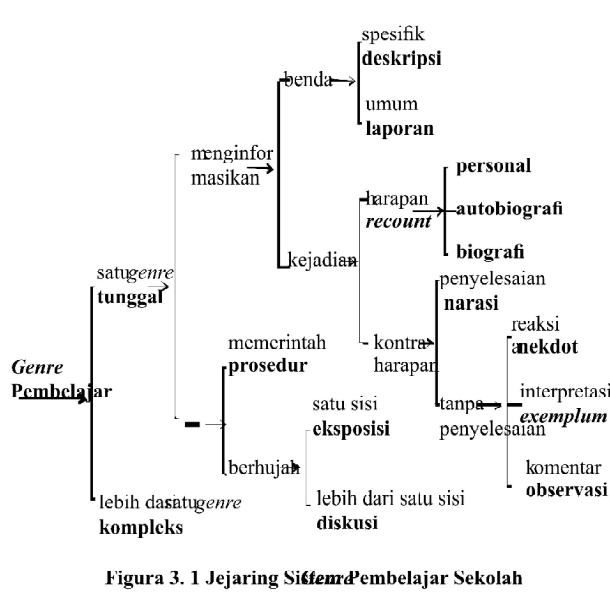 spesifik
deskripsi
benda
umum
laporan
menginfor
masikan
personal
harapan
recount
autobiografi
kejadian
biografi
satu genre
tunggal
penyelesaian
narasi
reaksi
anekdot
memerintah
prosedur
kontra
harapan
Genre
Pembelajar
interpretasi
exemplum
satu sisi
eksposisi
tanpa
penyelesaian
berhujah
komentar
observasi
lebih dari satu genre
kompleks
lebih dari satu sisi
diskusi
Figura 3. 1 Jejaring Sistem Genre Pembelajar Sekolah